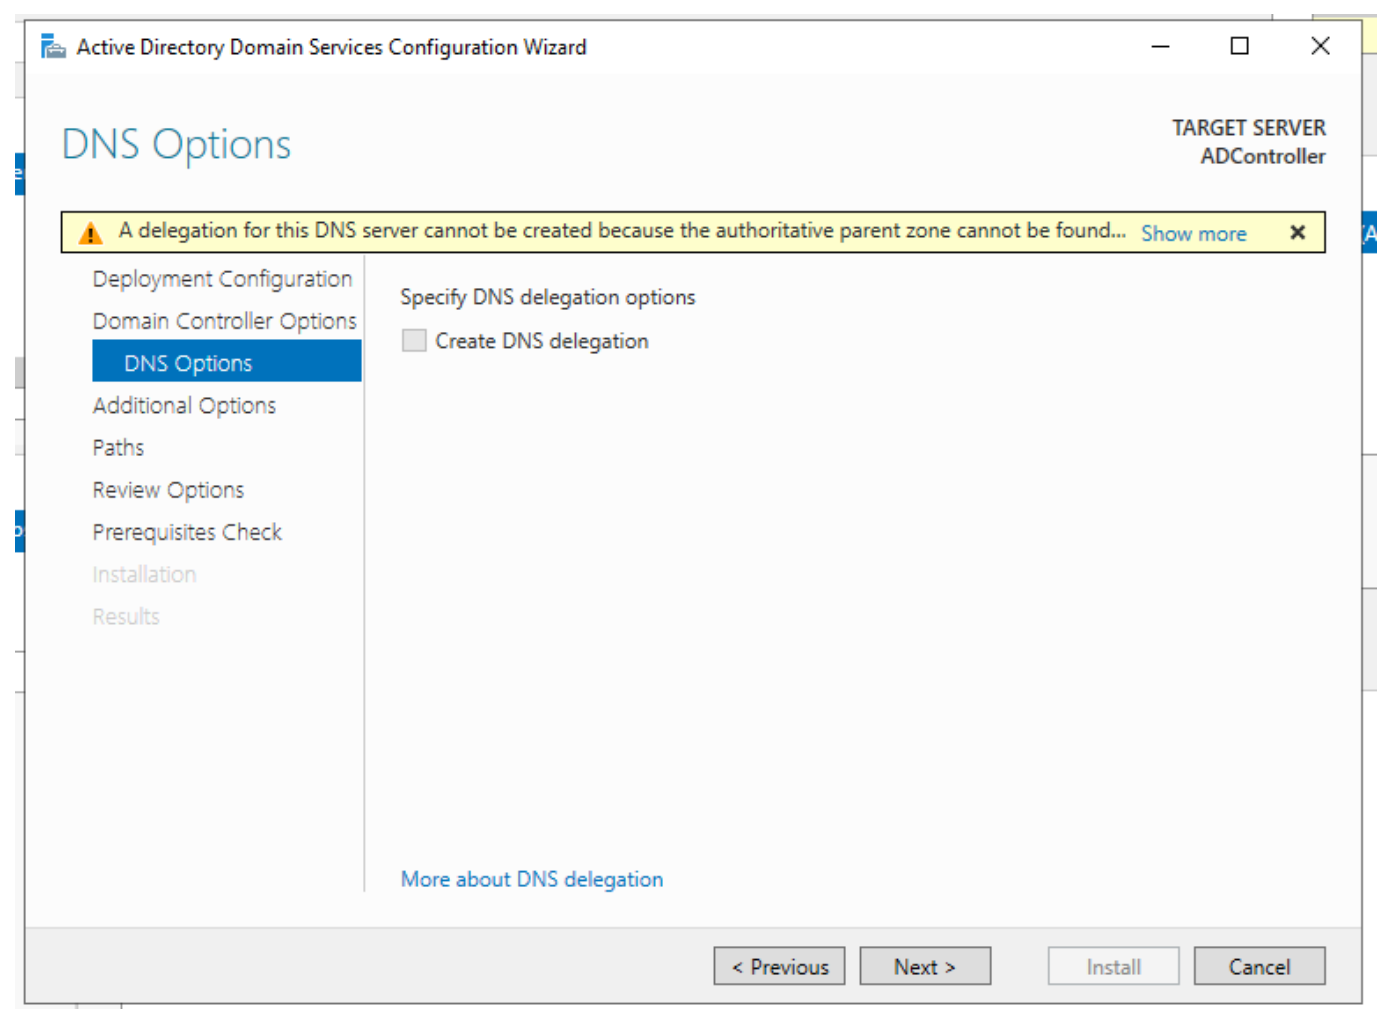 Active Directory Domain Services Configuration Wizard
DNS Options
TARGET SERVER
ADController
A delegation for this DNS server cannot be created because the authoritative parent zone cannot be found... Show more
Deployment Configuration
Domain Controller Options
DNS Options
Additional Options
Paths
Review Options
Prerequisites Check
Installation
Results
Specify DNS delegation options
Create DNS delegation
More about DNS delegation
< Previous
Next >
Install
Cancel